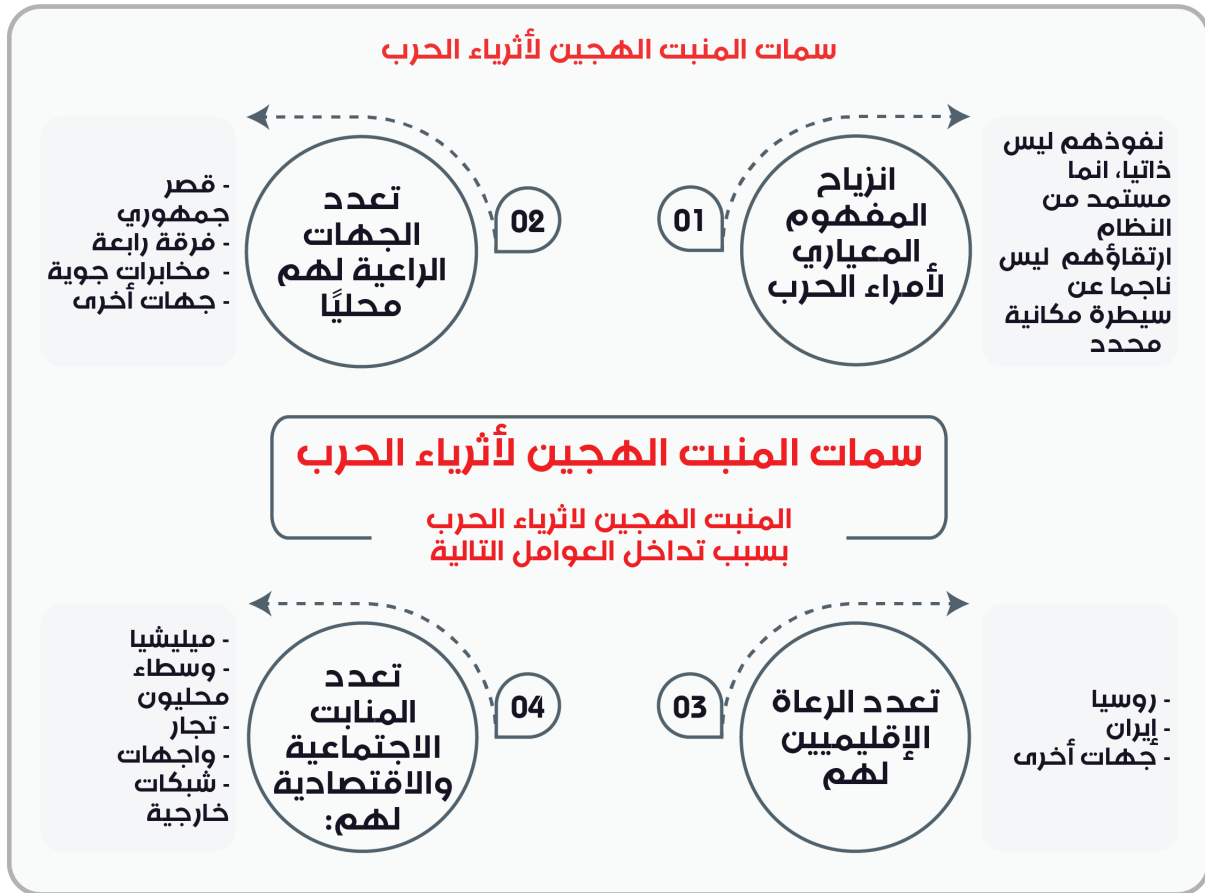 سمات المنبت الهجين لأثرياء الحرب
01
انزياح
المفهوم
المعياري
لأمراء الحرب
نفوذهم ليس
ذاتيا، انما
مستمد من
النظام
ارتقاؤهم ليس
ناجما عن
سيطرة مكانية
محدد
02
تعدد
الجهات
الراعية لهم
محليًا
- قصر
جمهوري
- فرقة رابعة
- مخابرات جوية
- جهات أخرى
سمات المنبت الهجين لأثرياء الحرب
المنبت الهجين لاثرياء الحرب
بسبب تداخل العوامل التالية
03
تعدد الرعاة
الإقليميين
لهم
- روسيا
- إيران
- جهات أخرى
04
تعدد
المنابت
الاجتماعية
والاقتصادية
لهم:
- ميليشيا
- وسطاء
محليون
- تجار
- واجهات
- شبكات
خارجية